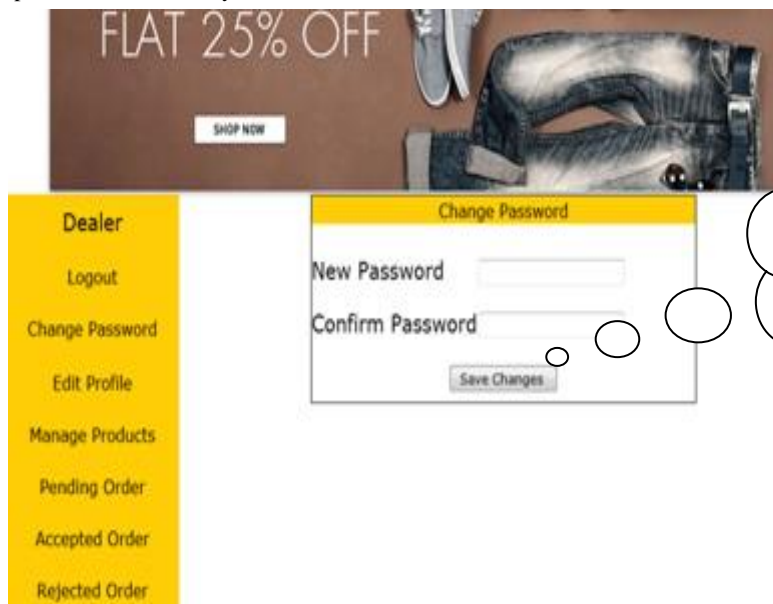 FLAT 25% OFF
SHOP NOW
Dealer
Logout
Change Password
Edit Profile
Manage Products
Pending Order
Accepted Order
Rejected Order
Change Password
New Password
Confirm Password
Save Changes